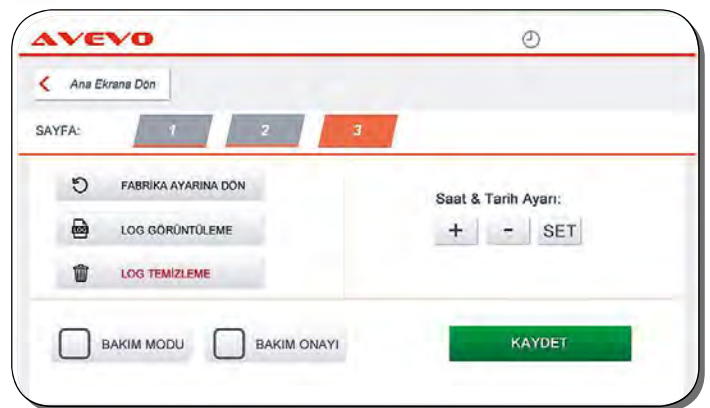 AVEVO
Ana Ekrana Dön
SAYFA: 1 2 3
FABRİKA AYARINA DÖN
LOG GÖRÜNTÜLEME
LOG TEMİZLEME
Saat & Tarih Ayarı:
+ - SET
BAKIM MODU
BAKIM ONAYI
KAYDET